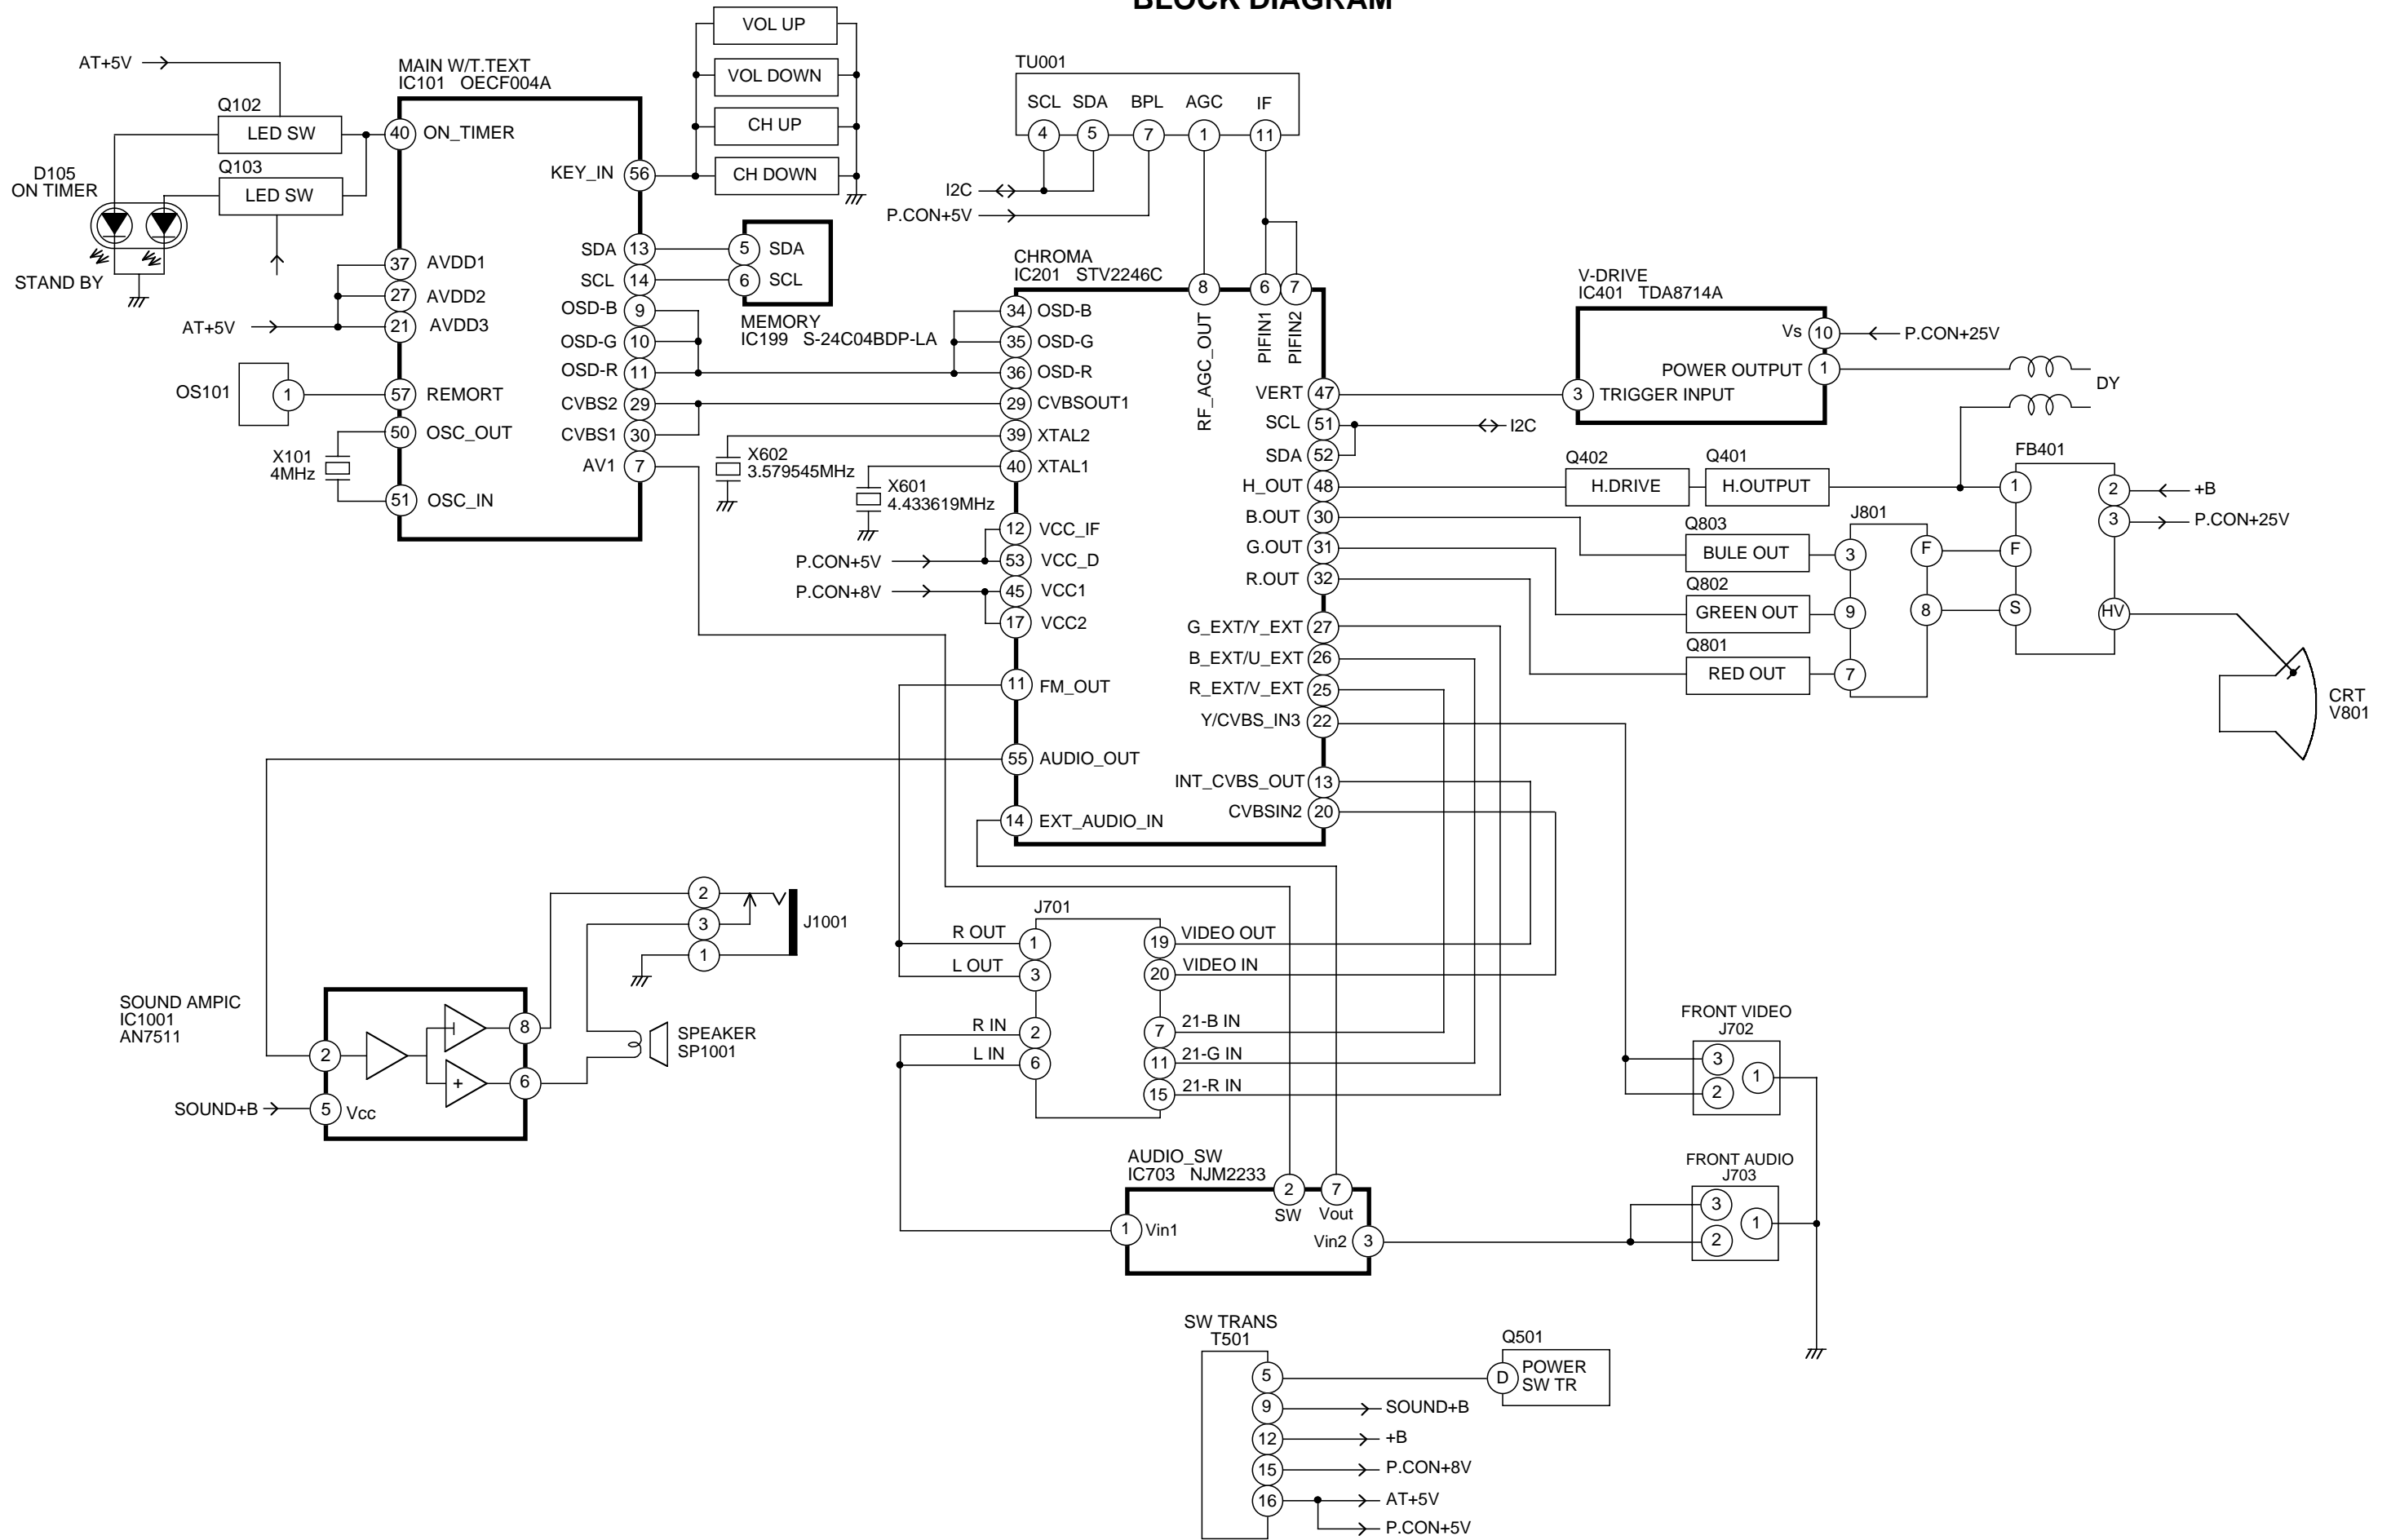 BLOCK DIAGRAM
AT+5V
Q102
LED SW
Q103
LED SW
D105
ON TIMER
STAND BY
MAIN W/T.TEXT
IC101 OECF004A
40 ON_TIMER
37 AVDD1
27 AVDD2
21 AVDD3
AT+5V
OS101
1
57 REMORT
50 OSC_OUT
X101
4MHz
51 OSC_IN
KEY_IN 56
SDA 13
SCL 14
OSD-B 9
OSD-G 10
OSD-R 11
CVBS2 29
CVBS1 30
AV1 7
VOL UP
VOL DOWN
CH UP
CH DOWN
5 SDA
6 SCL
MEMORY
IC199 S-24C04BDP-LA
X602
3.579545MHz
X601
4.433619MHz
TU001
SCL SDA BPL AGC IF
4 5 7 1 11
I2C
P.CON+5V
CHROMA
IC201 STV2246C
8 6 7
RF_AGC_OUT
PIFIN1
PIFIN2
34 OSD-B
35 OSD-G
36 OSD-R
29 CVBSOUT1
39 XTAL2
40 XTAL1
12 VCC_IF
P.CON+5V
53 VCC_D
P.CON+8V
45 VCC1
17 VCC2
11 FM_OUT
55 AUDIO_OUT
14 EXT_AUDIO_IN
VERT 47
SCL 51
I2C
SDA 52
H_OUT 48
B.OUT 30
G.OUT 31
R.OUT 32
G_EXT/Y_EXT 27
B_EXT/U_EXT 26
R_EXT/V_EXT 25
Y/CVBS_IN3 22
INT_CVBS_OUT 13
CVBSIN2 20
V-DRIVE
IC401 TDA8714A
Vs 10
P.CON+25V
POWER OUTPUT 1
3 TRIGGER INPUT
DY
Q402
H.DRIVE
Q401
H.OUTPUT
FB401
1
2
+B
3
P.CON+25V
F
S
HV
Q803
BULE OUT
Q802
GREEN OUT
Q801
RED OUT
J801
3
9
7
F
8
CRT
V801
SOUND AMPIC
IC1001
AN7511
2
8
+
6
SOUND+B
5 Vcc
2
3
1
J1001
SPEAKER
SP1001
J701
R OUT 1
L OUT 3
R IN 2
L IN 6
19 VIDEO OUT
20 VIDEO IN
7 21-B IN
11 21-G IN
15 21-R IN
AUDIO_SW
IC703 NJM2233
2 7
SW Vout
1 Vin1
Vin2 3
FRONT VIDEO
J702
3
1
2
FRONT AUDIO
J703
3
1
2
SW TRANS
T501
5
9 SOUND+B
12 +B
15 P.CON+8V
16 AT+5V
P.CON+5V
Q501
D
POWER
SW TR